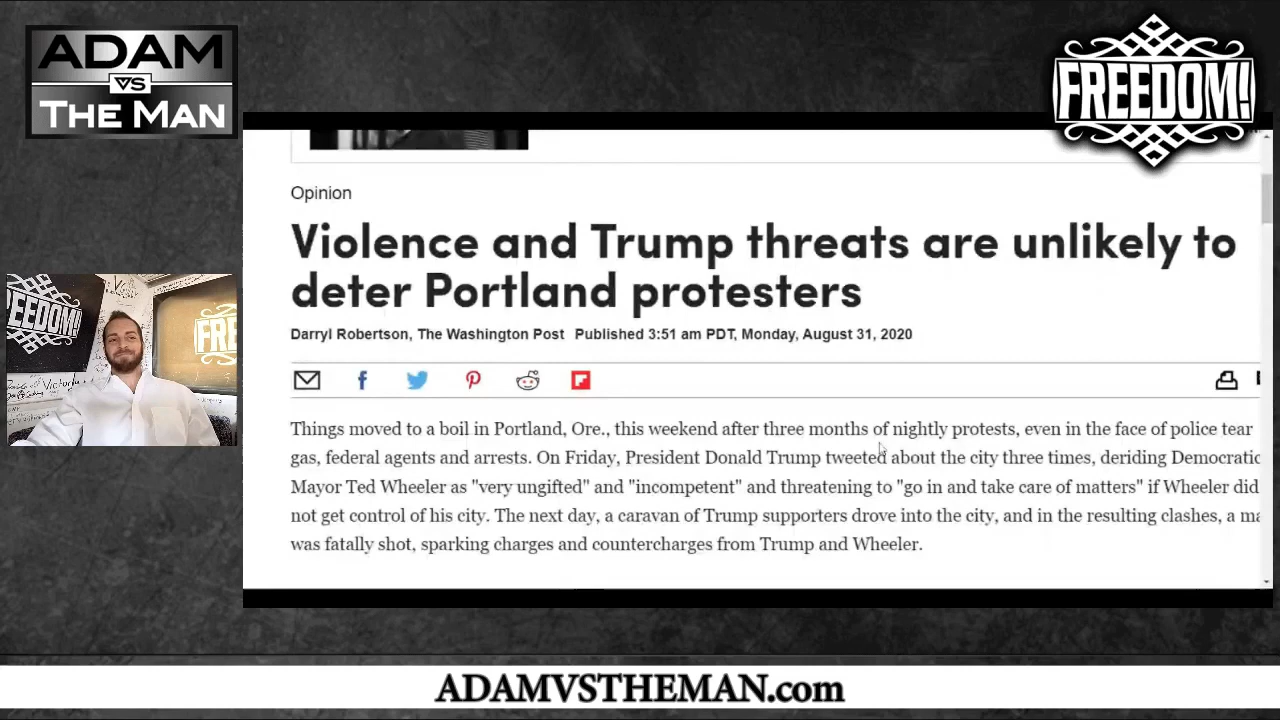 ADAM
VS
THE MAN
FREEDOM!
Opinion
Violence and Trump threats are unlikely to
deter Portland protesters
Darryl Robertson, The Washington Post Published 3:51 am PDT, Monday, August 31, 2020
Things moved to a boil in Portland, Ore., this weekend after three months of nightly protests, even in the face of police tear
gas, federal agents and arrests. On Friday, President Donald Trump tweeted about the city three times, deriding Democratic
Mayor Ted Wheeler as "very ungifted" and "incompetent" and threatening to "go in and take care of matters" if Wheeler did
not get control of his city. The next day, a caravan of Trump supporters drove into the city, and in the resulting clashes, a ma
was fatally shot, sparking charges and countercharges from Trump and Wheeler.
EEDOM!
FRE
Victory
ADAMVSTHEMAN.com